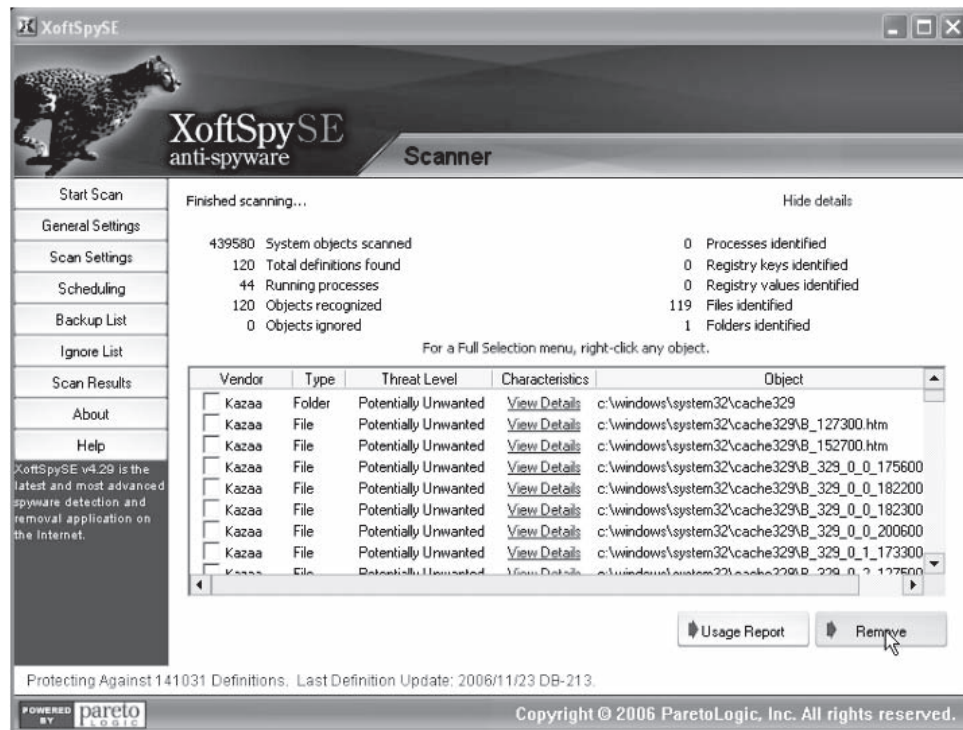 XoftSpySE
XoftSpySE
anti-spyware
Scanner
Start Scan
General Settings
Scan Settings
Scheduling
Backup List
Ignore List
Scan Results
About
Help
XoftSpySE v4.29 is the
latest and most advanced
spyware detection and
removal application on
the Internet.
Finished scanning...
Hide details
439580 System objects scanned
120 Total definitions found
44 Running processes
120 Objects recognized
0 Objects ignored
0 Processes identified
0 Registry keys identified
0 Registry values identified
119 Files identified
1 Folders identified
For a Full Selection menu, right-click any object.
Vendor Type Threat Level Characteristics Object
Kazaa Folder Potentially Unwanted View Details c:\windows\system32\cache329
Kazaa File Potentially Unwanted View Details c:\windows\system32\cache329\B_127300.htm
Kazaa File Potentially Unwanted View Details c:\windows\system32\cache329\B_152700.htm
Kazaa File Potentially Unwanted View Details c:\windows\system32\cache329\B_329_0_0_175600
Kazaa File Potentially Unwanted View Details c:\windows\system32\cache329\B_329_0_0_182200
Kazaa File Potentially Unwanted View Details c:\windows\system32\cache329\B_329_0_0_182300
Kazaa File Potentially Unwanted View Details c:\windows\system32\cache329\B_329_0_0_200600
Kazaa File Potentially Unwanted View Details c:\windows\system32\cache329\B_329_0_1_173300
Kazaa File Potentially Unwanted View Details c:\windows\system32\cache329\B_329_0_2_127500
Usage Report
Remove
Protecting Against 141031 Definitions. Last Definition Update: 2006/11/23 DB-213.
POWERED
BY
pareto
LOGIC
Copyright © 2006 ParetoLogic, Inc. All rights reserved.